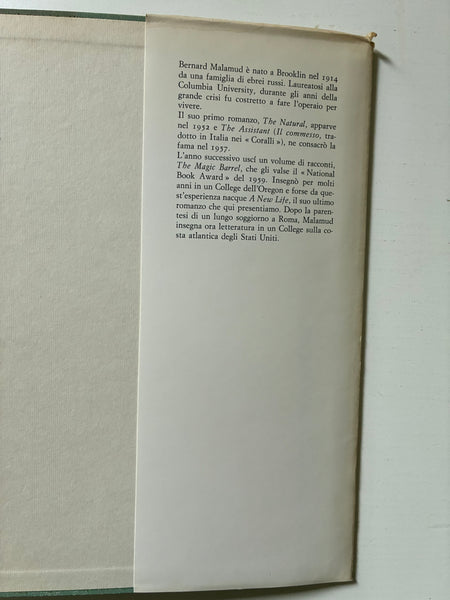 Bernard Malamud è nato a Brooklin nel 1914
da una famiglia di ebrei russi. Laureatosi alla
Columbia University, durante gli anni della
grande crisi fu costretto a fare l'operaio per
vivere.
Il suo primo romanzo, The Natural, apparve
nel 1952 e The Assistant (Il commesso, tra-
dotto in Italia nei « Coralli »), ne consacrò la
fama nel 1957.
L'anno successivo uscí un volume di racconti,
The Magic Barrel, che gli valse il « National
Book Award » del 1959. Insegnò per molti
anni in un College dell'Oregon e forse da que-
st'esperienza nacque A New Life, il suo ultimo
romanzo che qui presentiamo. Dopo la paren-
tesi di un lungo soggiorno a Roma, Malamud
insegna ora letteratura in un College sulla co-
sta atlantica degli Stati Uniti.